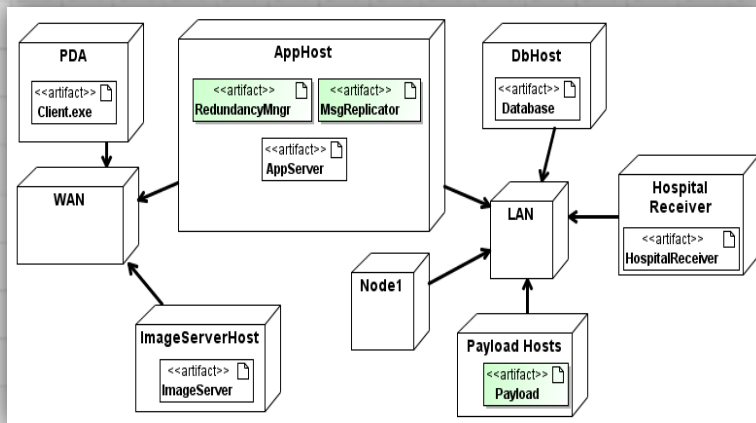 PDA
<<artifact>>
Client.exe
AppHost
<<artifact>>
RedundancyMngr
<<artifact>>
MsgReplicator
<<artifact>>
AppServer
DbHost
<<artifact>>
Database
WAN
LAN
Hospital
Receiver
<<artifact>>
HospitalReceiver
Node1
ImageServerHost
<<artifact>>
ImageServer
Payload Hosts
<<artifact>>
Payload